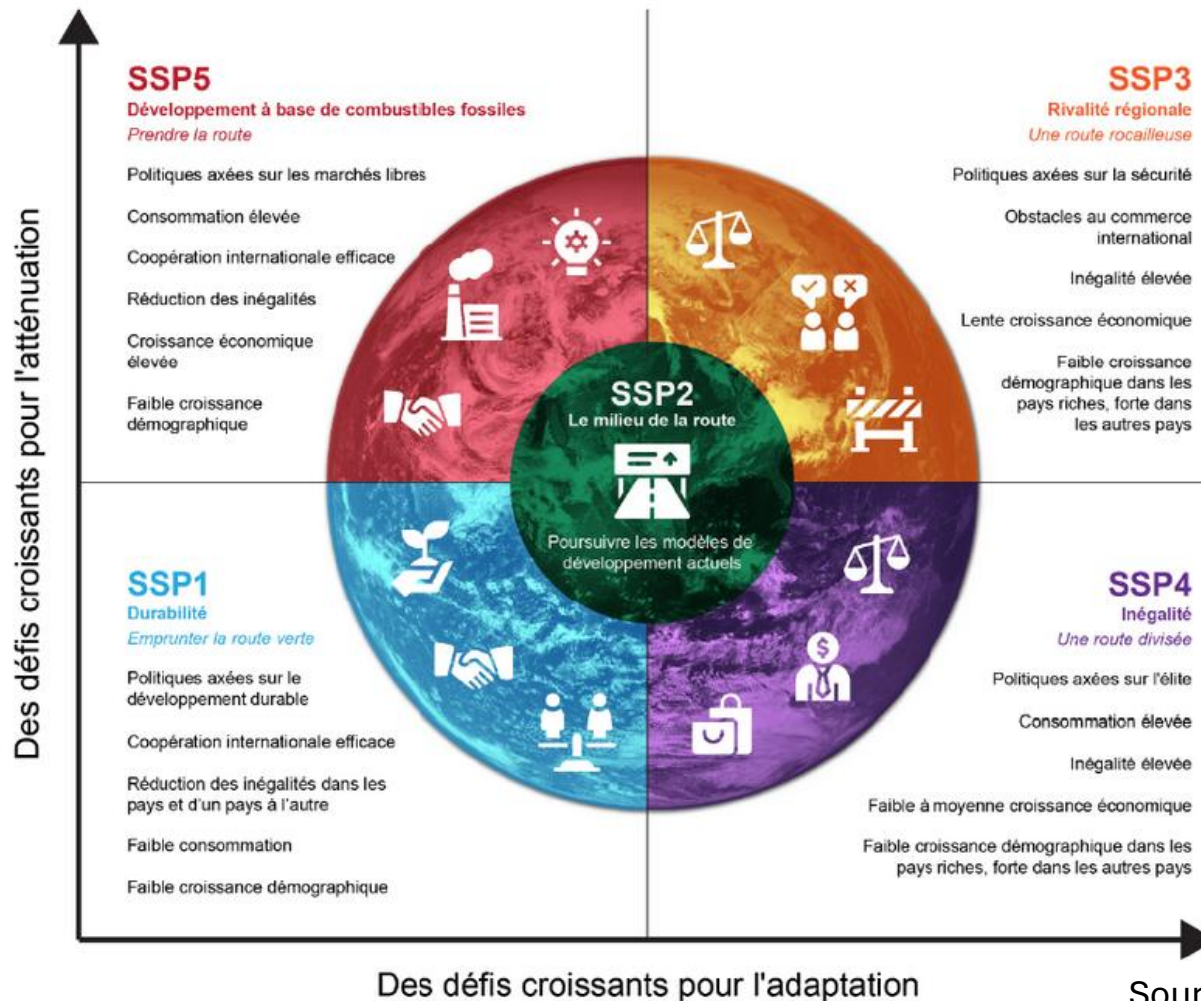 Des défis croissants pour l'atténuation
SSP5
Développement à base de combustibles fossiles
Prendre la route
Politiques axées sur les marchés libres
Consommation élevée
Coopération internationale efficace
Réduction des inégalités
Croissance économique
élevée
Faible croissance
démographique
SSP3
Rivalité régionale
Une route rocailleuse
Politiques axées sur la sécurité
Obstacles au commerce
international
Inégalité élevée
Lente croissance économique
Faible croissance
démographique dans les
pays riches, forte dans
les autres pays
SSP2
Le milieu de la route
Poursuivre les modèles de
développement actuels
SSP1
Durabilité
Emprunter la route verte
Politiques axées sur le
développement durable
Coopération internationale efficace
Réduction des inégalités dans les
pays et d'un pays à l'autre
Faible consommation
Faible croissance démographique
SSP4
Inégalité
Une route divisée
Politiques axées sur l'élite
Consommation élevée
Inégalité élevée
Faible à moyenne croissance économique
Faible croissance démographique dans les
pays riches, forte dans les autres pays
$
Des défis croissants pour l'adaptation
Sour